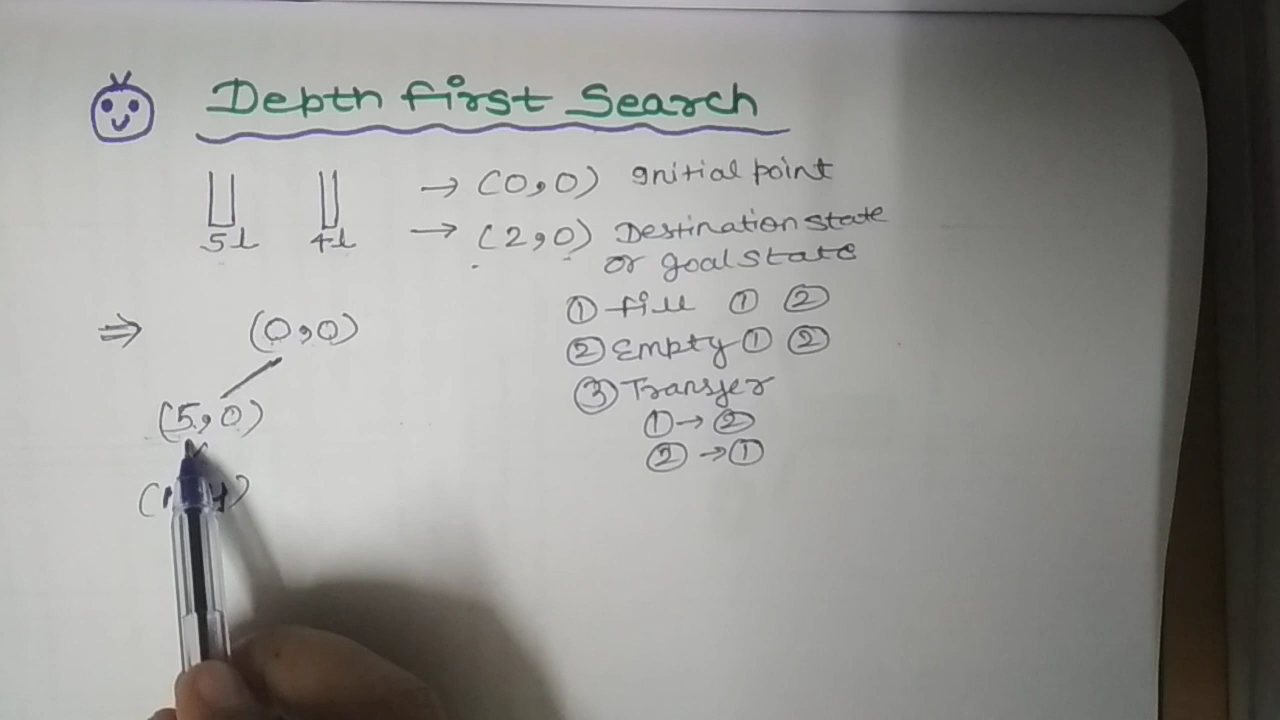 Depth First Search
5l 4l → (0,0) Initial point
→ (2,0) Destination state
or goal state
① fill ① ②
⇒ (0,0)
② Empty ① ②
③ Transfer
(5,0)
① → ②
② → ①